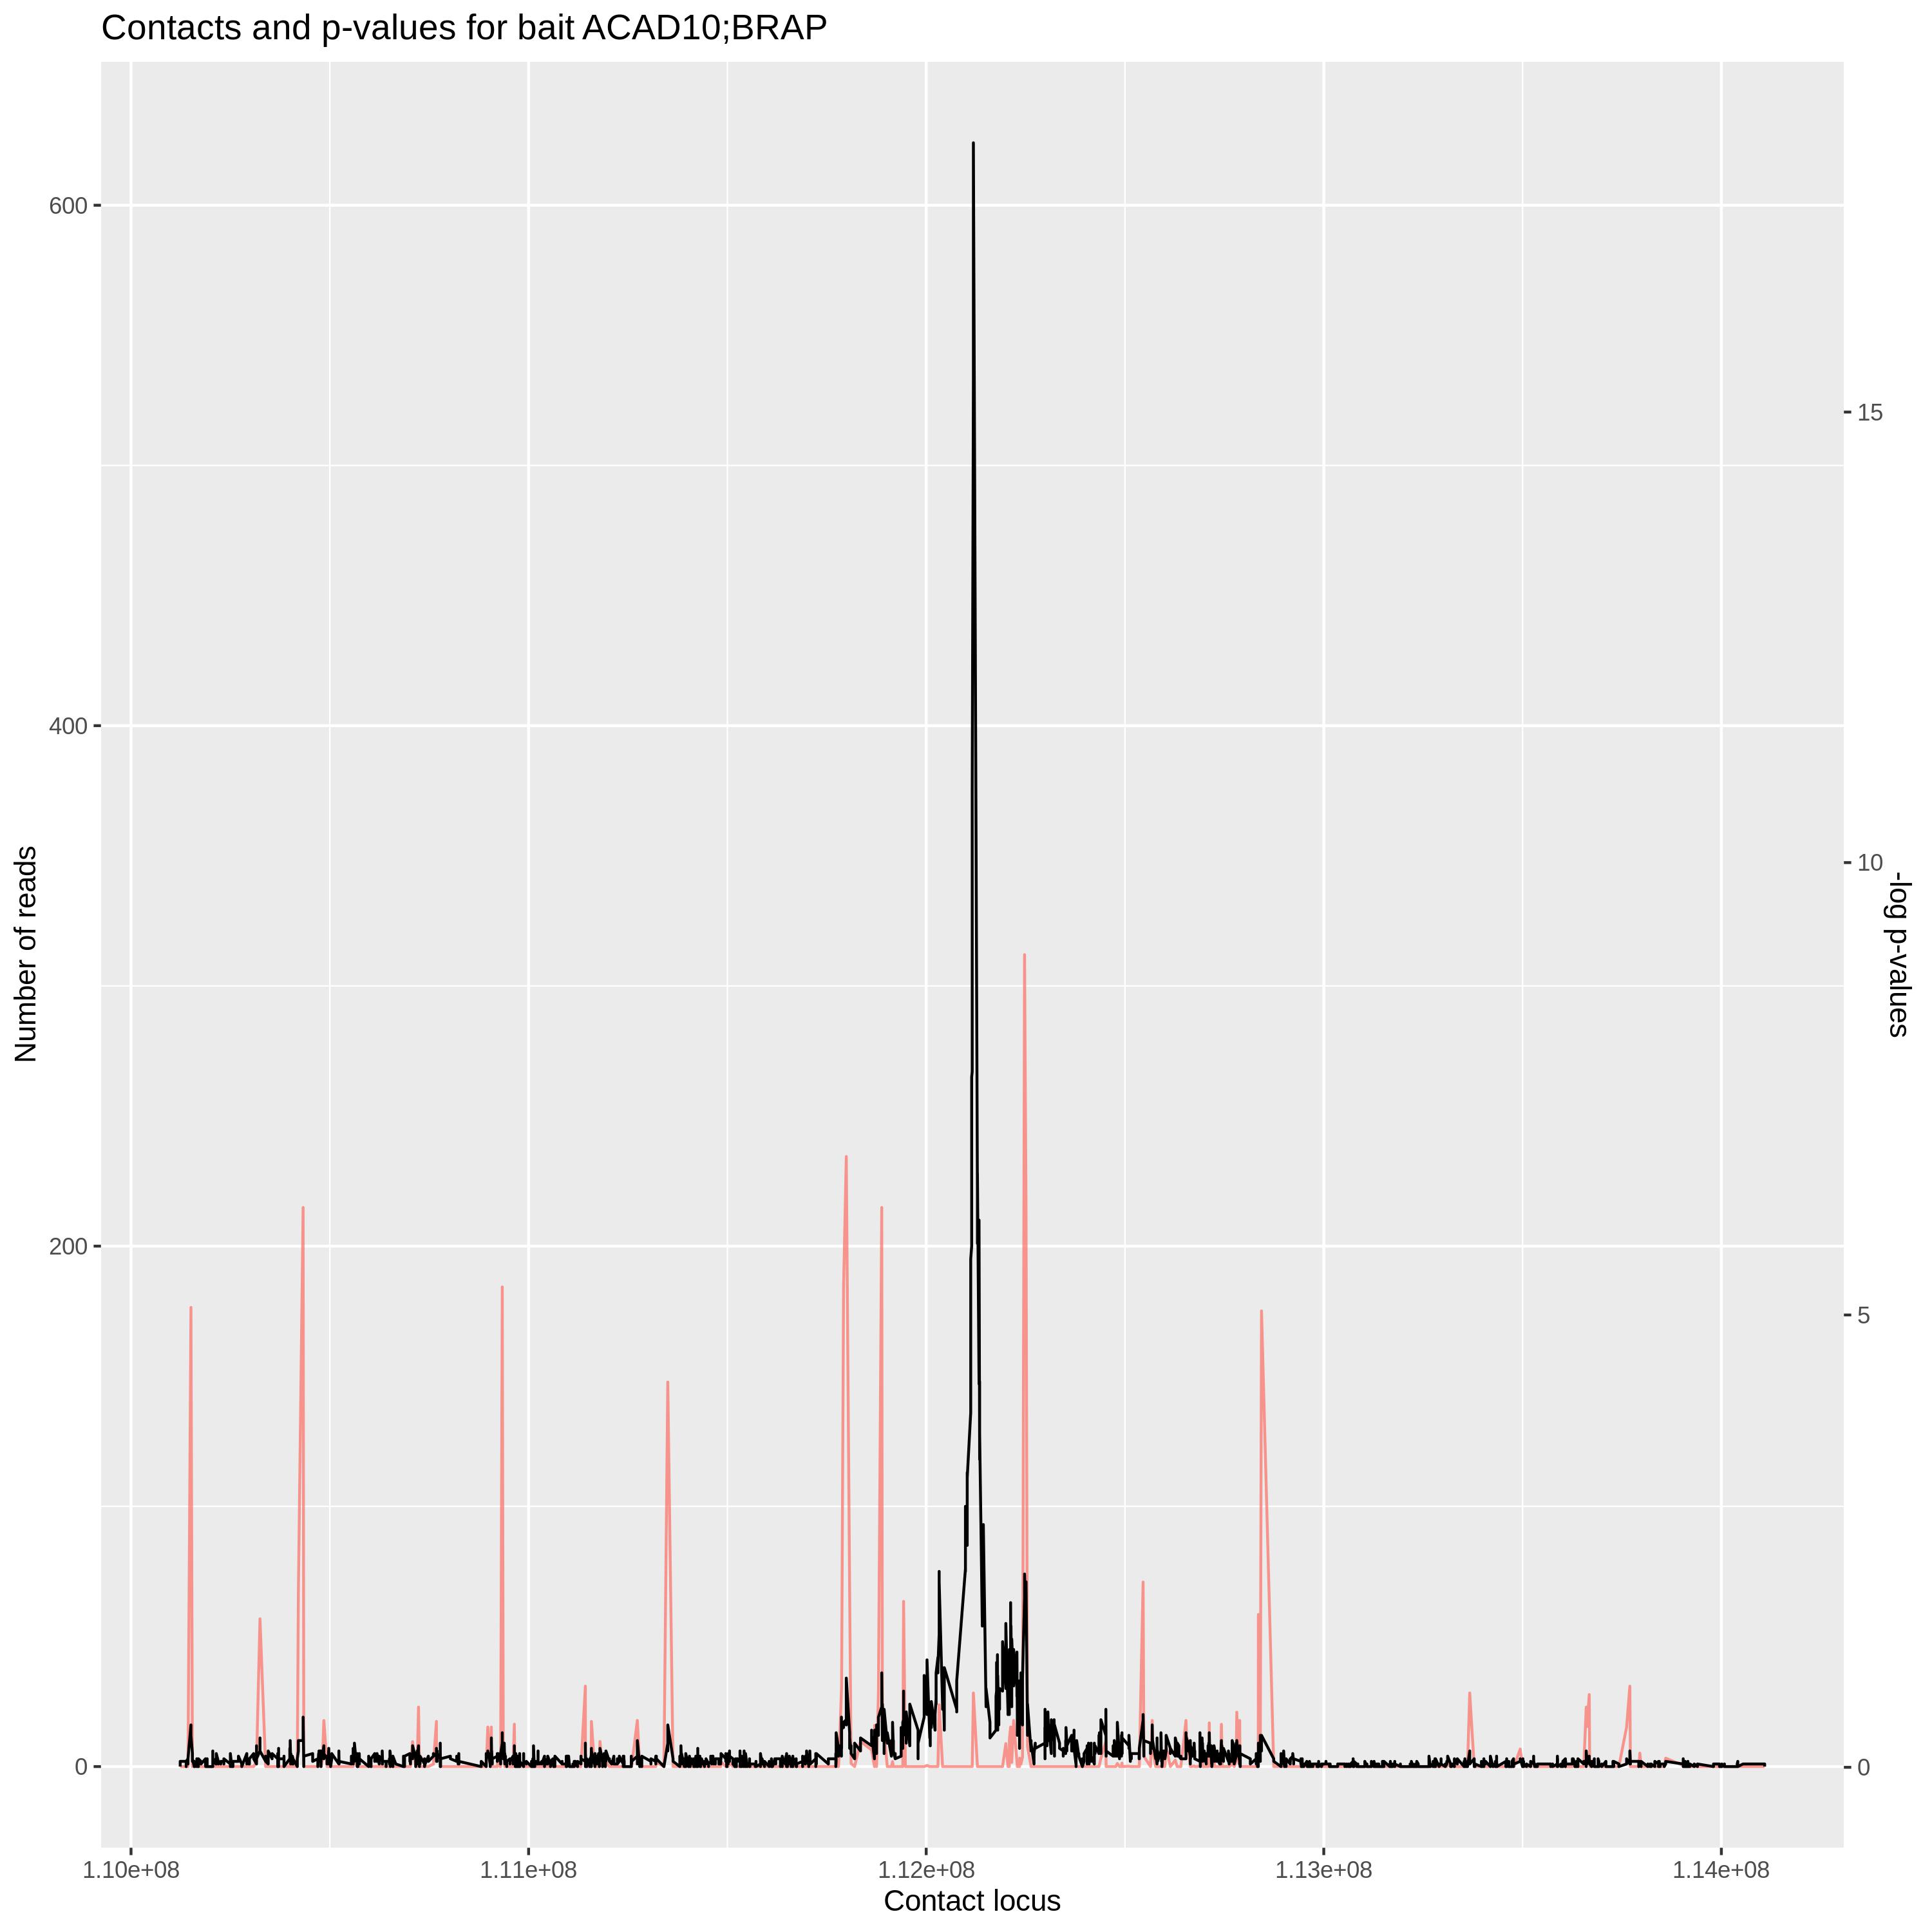 Contacts and p-values for bait ACAD10;BRAP
Number of reads
600
400
200
0
15
10
5
0
-log p-values
1.10e+08
1.11e+08
1.12e+08
1.13e+08
1.14e+08
Contact locus